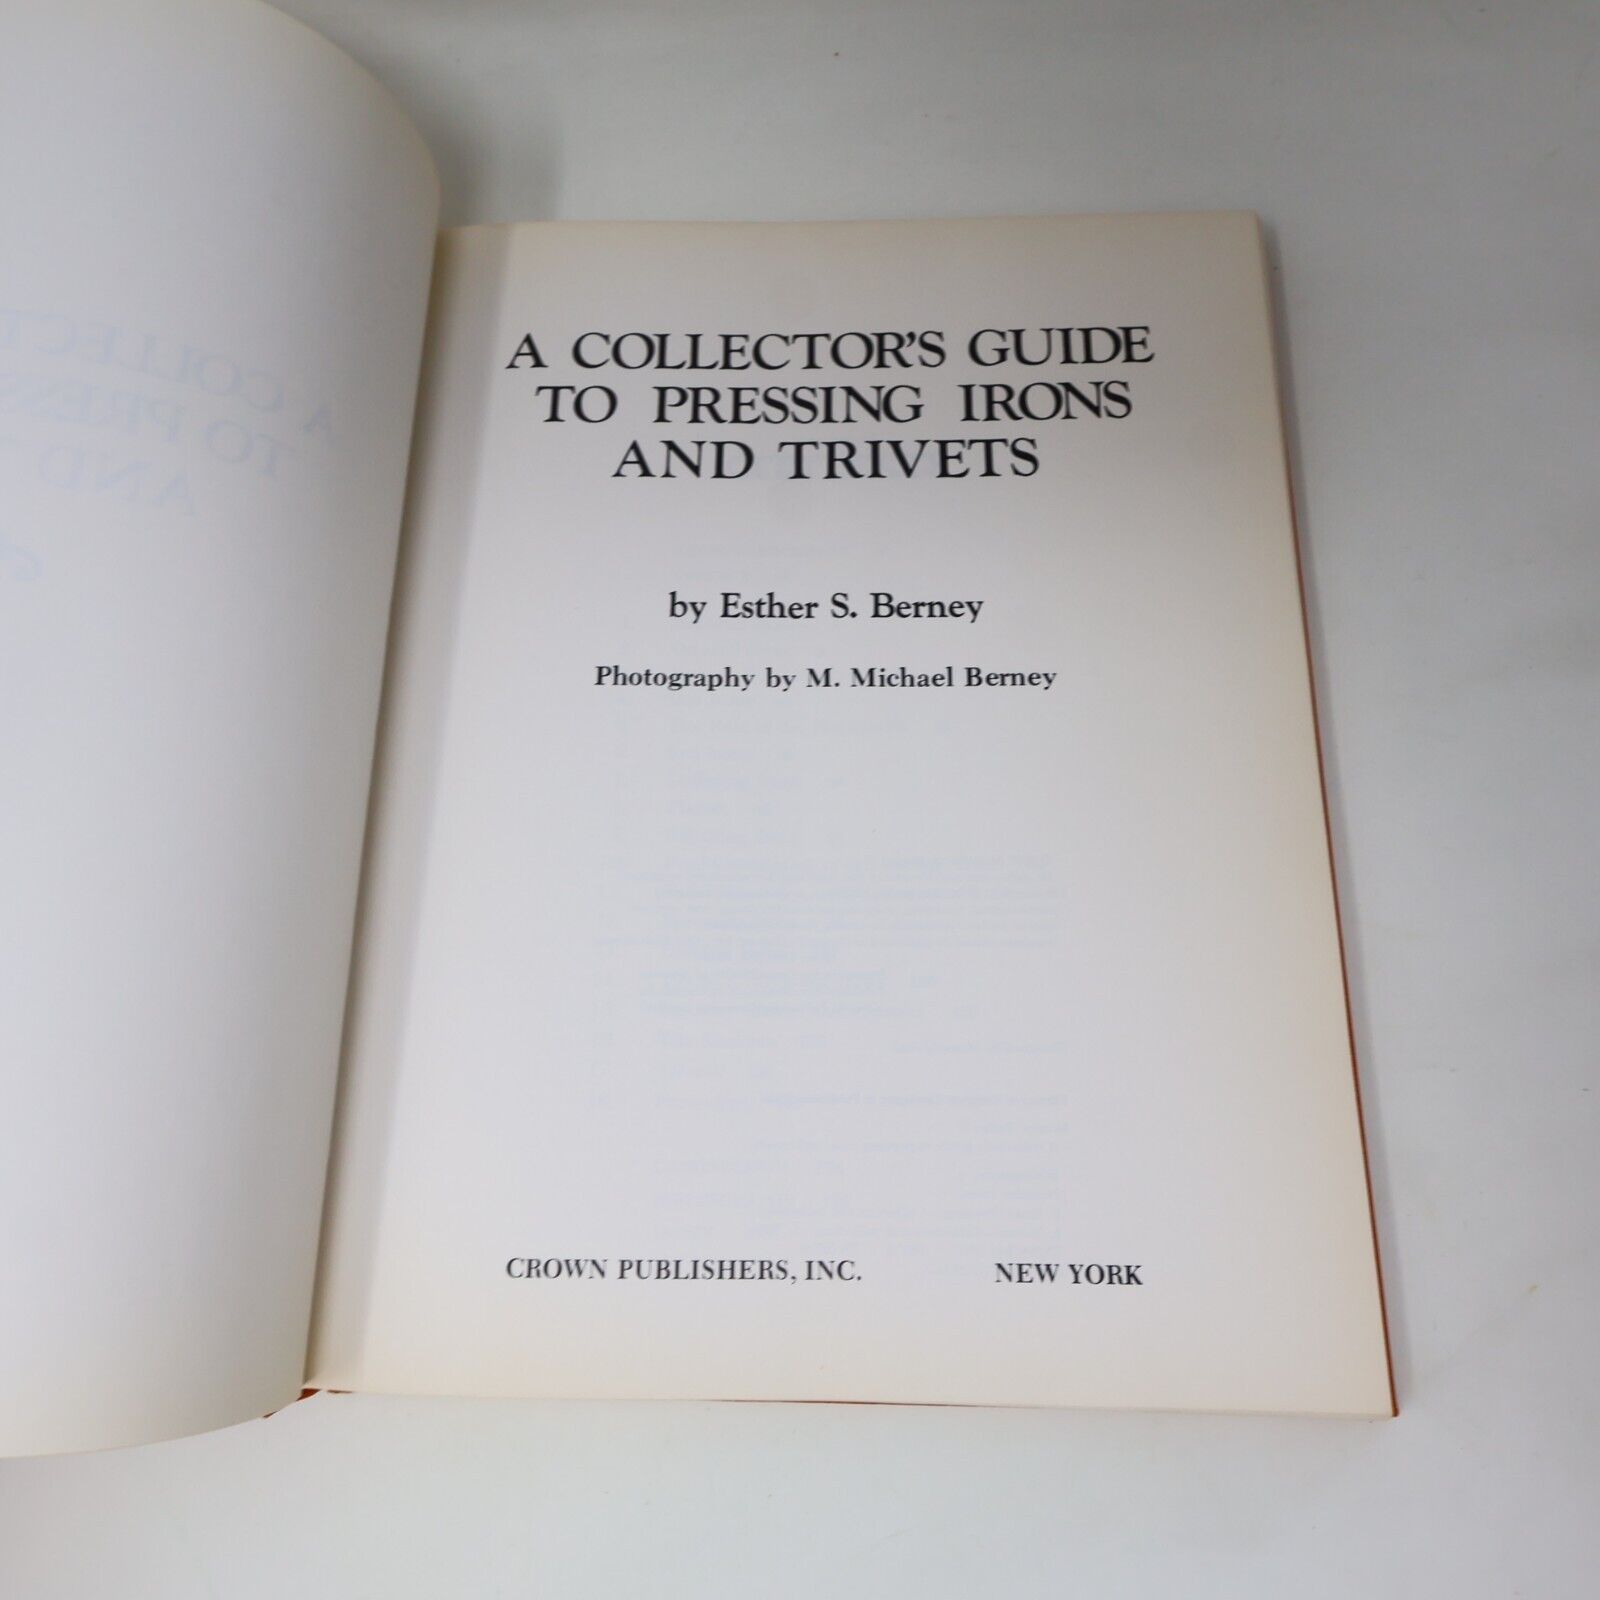 A COLLECTOR'S GUIDE
TO PRESSING IRONS
AND TRIVETS
by Esther S. Berney
Photography by M. Michael Berney
CROWN PUBLISHERS, INC. NEW YORK